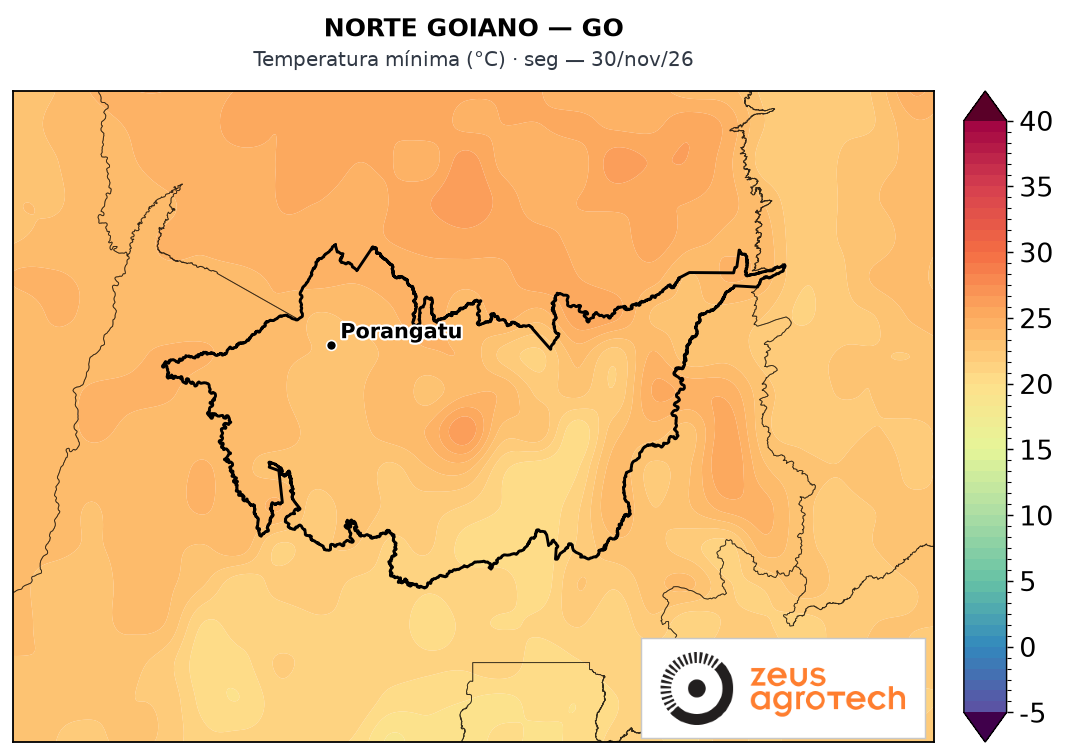 NORTE GOIANO — GO
Temperatura mínima (°C) · seg — 30/nov/26
Porangatu
40
35
30
25
20
15
10
5
0
-5
zeus
agrotech